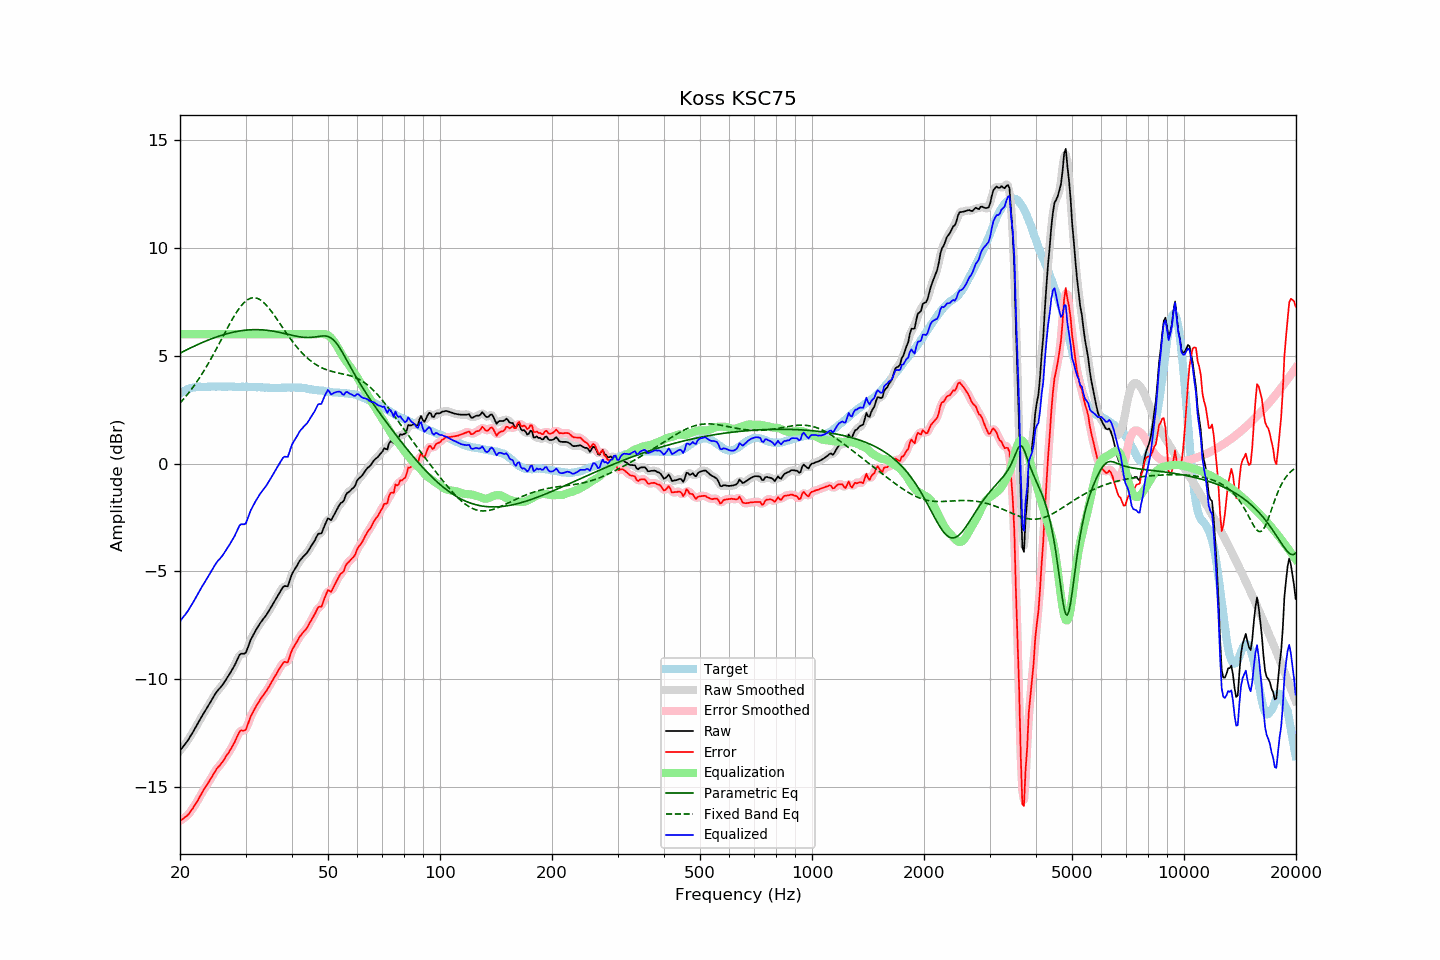 Koss KSC75
15
10
5
0
−5
−10
−15
Amplitude (dBr)
Target
Raw Smoothed
Error Smoothed
Raw
Error
Equalization
Parametric Eq
Fixed Band Eq
Equalized
20 50 100 200 500 1000 2000 5000 10000 20000
Frequency (Hz)